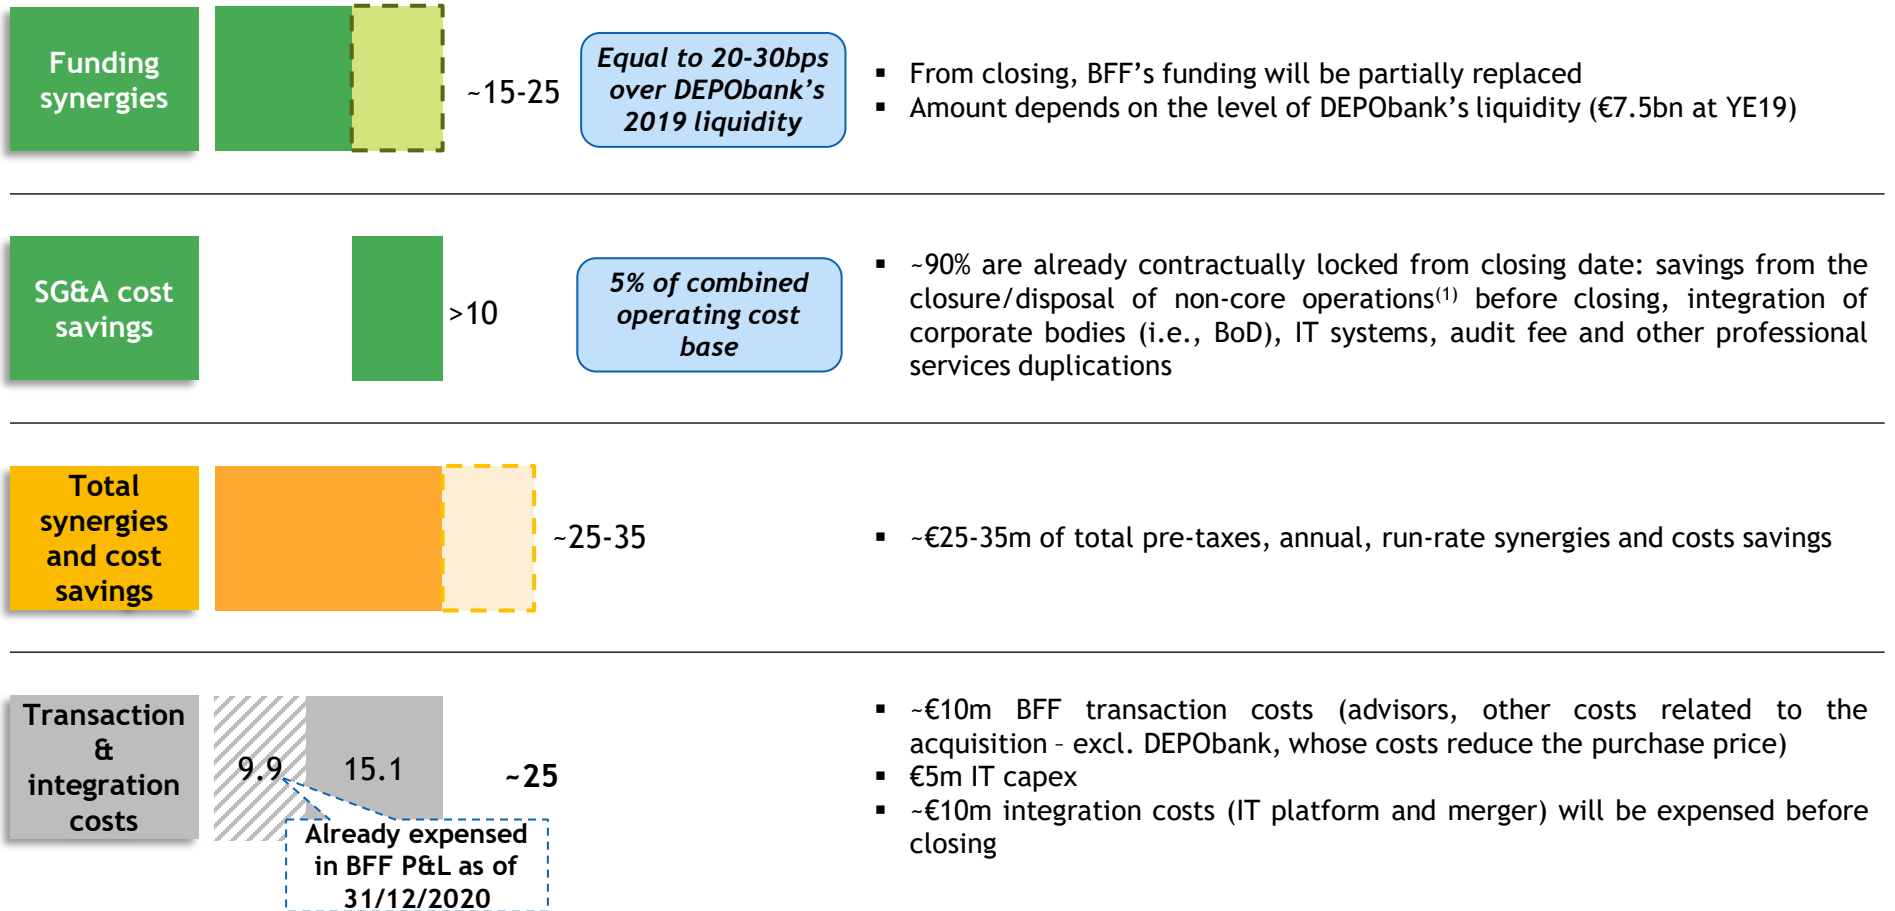 Funding
synergies
~15-25
Equal to 20-30bps
over DEPObank's
2019 liquidity
▪ From closing, BFF's funding will be partially replaced
▪ Amount depends on the level of DEPObank's liquidity (€7.5bn at YE19)
SG&A cost
savings
>10
5% of combined
operating cost
base
▪ ~90% are already contractually locked from closing date: savings from the
closure/disposal of non-core operations(1) before closing, integration of
corporate bodies (i.e., BoD), IT systems, audit fee and other professional
services duplications
Total
synergies
and cost
savings
~25-35
▪ ~€25-35m of total pre-taxes, annual, run-rate synergies and costs savings
Transaction
&
integration
costs
9.9
15.1
~25
Already expensed
in BFF P&L as of
31/12/2020
▪ ~€10m BFF transaction costs (advisors, other costs related to the
acquisition – excl. DEPObank, whose costs reduce the purchase price)
▪ €5m IT capex
▪ ~€10m integration costs (IT platform and merger) will be expensed before
closing